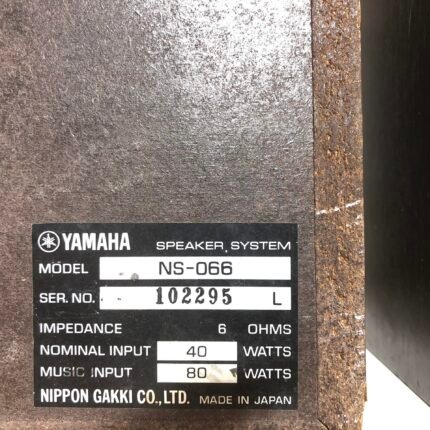 YAMAHA SPEAKER SYSTEM
MODEL NS-066
SER. NO. 102295 L
IMPEDANCE 6 OHMS
NOMINAL INPUT 40 WATTS
MUSIC INPUT 80 WATTS
NIPPON GAKKI CO., LTD. MADE IN JAPAN